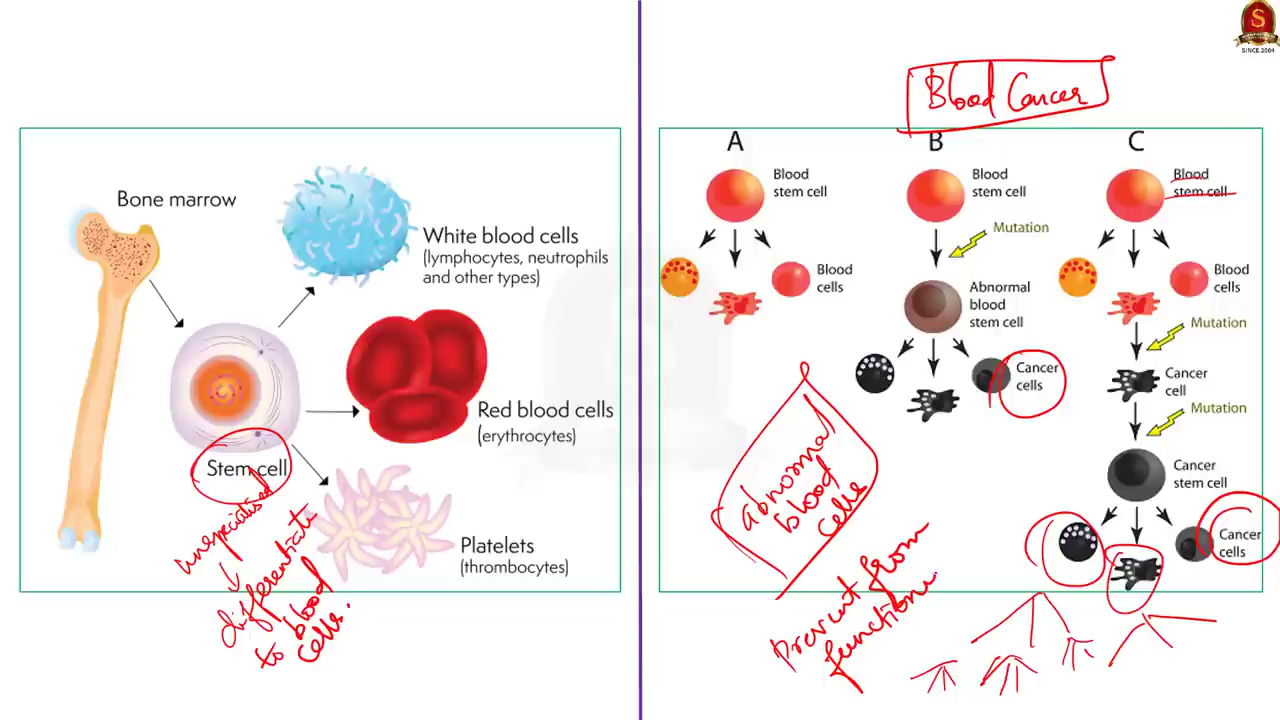 S
SINCE 2004
Bone marrow
White blood cells
(lymphocytes, neutrophils
and other types)
Red blood cells
(erythrocytes)
Stem cell
Platelets
(thrombocytes)
unspecialised
differentiate
to blood
cells.
Blood Cancer
A
Blood
stem cell
Blood
cells
B
Blood
stem cell
Mutation
Abnormal
blood
stem cell
Cancer
cells
C
Blood
stem cell
Blood
cells
Mutation
Cancer
cell
Mutation
Cancer
stem cell
Cancer
cells
abnormal
blood
cells
prevent from
function